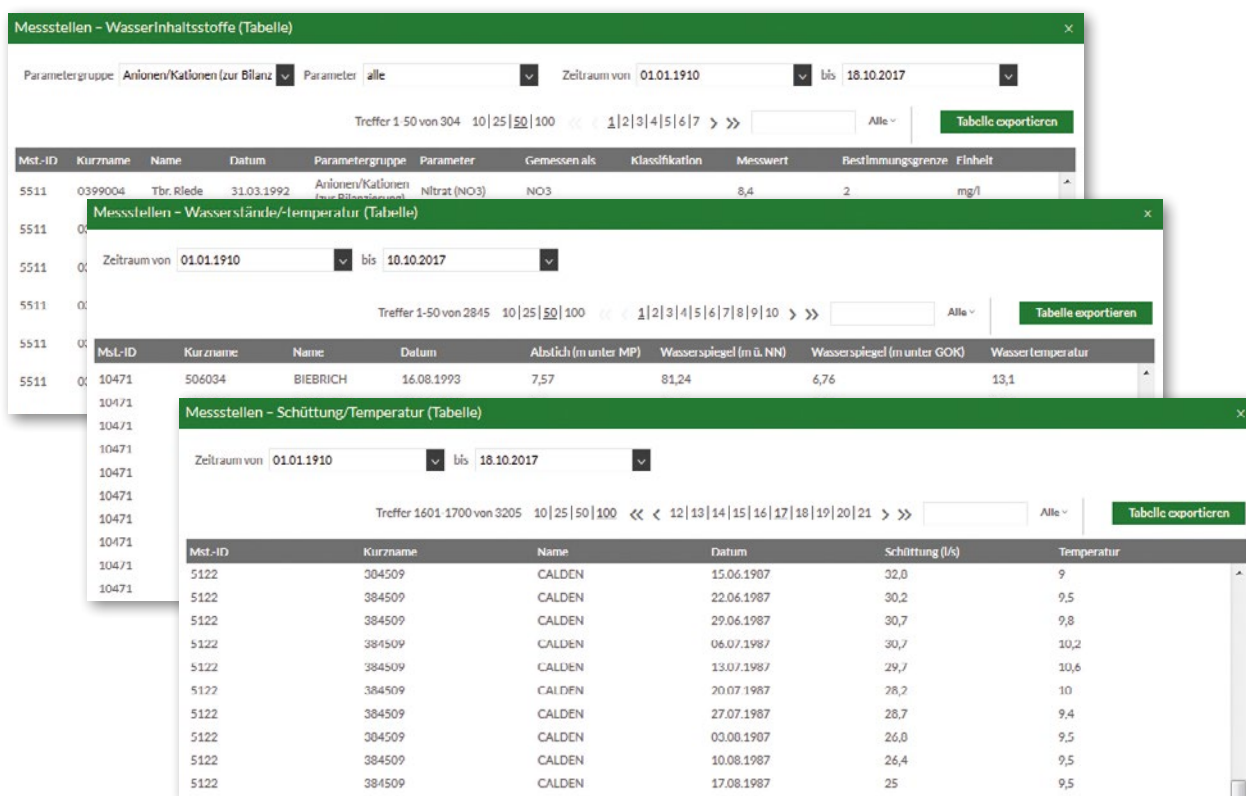 Messstellen – Wasserinhaltsstoffe (Tabelle)
Parametergruppe Anionen/Kationen (zur Bilanz Parameter alle Zeitraum von 01.01.1910 bis 18.10.2017
Treffer 1-50 von 304 10|25|50|100 1|2|3|4|5|6|7 Alle Tabelle exportieren
Mst.-ID Kurzname Name Datum Parametergruppe Parameter Gemessen als Klassifikation Messwert Bestimmungsgrenze Einheit
5511 0399004 Tbr. Riede 31.03.1992 Anionen/Kationen (zur Bilanzierung) Nitrat (NO3) NO3 8,4 2 mg/l
5511
5511
5511
5511
5511
Messstellen – Wasserstände/-temperatur (Tabelle)
Zeitraum von 01.01.1910 bis 18.10.2017
Treffer 1-50 von 2845 10|25|50|100 1|2|3|4|5|6|7|8|9|10 Alle Tabelle exportieren
Mst.-ID Kurzname Name Datum Abstich (m unter MP) Wasserspiegel (m ü. NN) Wasserspiegel (m unter GOK) Wassertemperatur
10471 506034 BIEBRICH 16.08.1993 7,57 81,24 6,76 13,1
10471
10471
10471
10471
10471
10471
10471
10471
10471
Messstellen – Schüttung/Temperatur (Tabelle)
Zeitraum von 01.01.1910 bis 18.10.2017
Treffer 1601-1700 von 3205 10|25|50|100 12|13|14|15|16|17|18|19|20|21 Alle Tabelle exportieren
Mst.-ID Kurzname Name Datum Schüttung (l/s) Temperatur
5122 384509 CALDEN 15.06.1987 32,8 9
5122 384509 CALDEN 22.06.1987 30,2 9,5
5122 384509 CALDEN 29.06.1987 30,7 9,8
5122 384509 CALDEN 06.07.1987 30,7 10,2
5122 384509 CALDEN 13.07.1987 29,7 10,6
5122 384509 CALDEN 20.07.1987 28,2 10
5122 384509 CALDEN 27.07.1987 28,7 9,4
5122 384509 CALDEN 03.08.1987 26,8 9,5
5122 384509 CALDEN 10.08.1987 26,4 9,5
5122 384509 CALDEN 17.08.1987 25 9,5